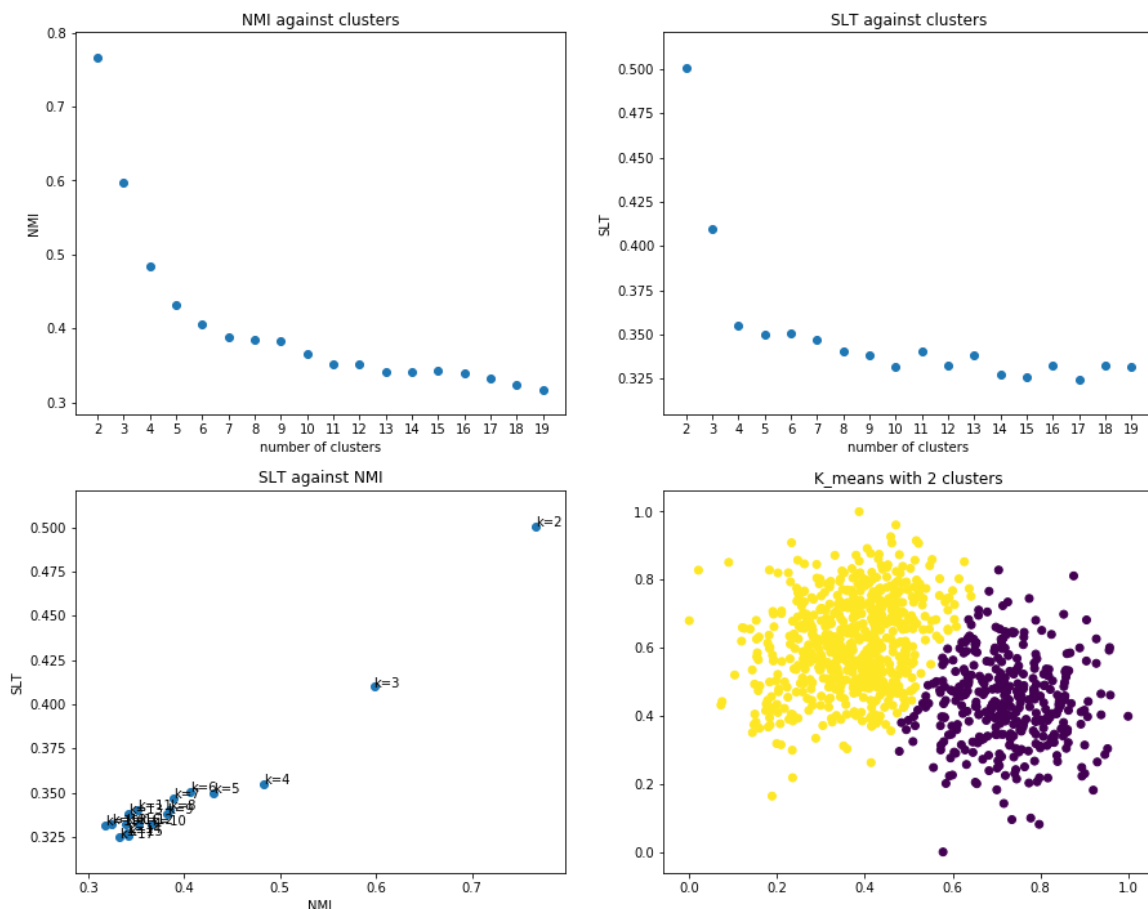 NMI against clusters
0.8
0.7
0.6
0.5
0.4
0.3
NMI
2 3 4 5 6 7 8 9 10 11 12 13 14 15 16 17 18 19
number of clusters
SLT against clusters
0.500
0.475
0.450
0.425
0.400
0.375
0.350
0.325
SLT
2 3 4 5 6 7 8 9 10 11 12 13 14 15 16 17 18 19
number of clusters
SLT against NMI
0.500
0.475
0.450
0.425
0.400
0.375
0.350
0.325
SLT
k=2
k=3
k=4
k=6
k=5
0.3 0.4 0.5 0.6 0.7
NMI
K_means with 2 clusters
1.0
0.8
0.6
0.4
0.2
0.0
0.0 0.2 0.4 0.6 0.8 1.0